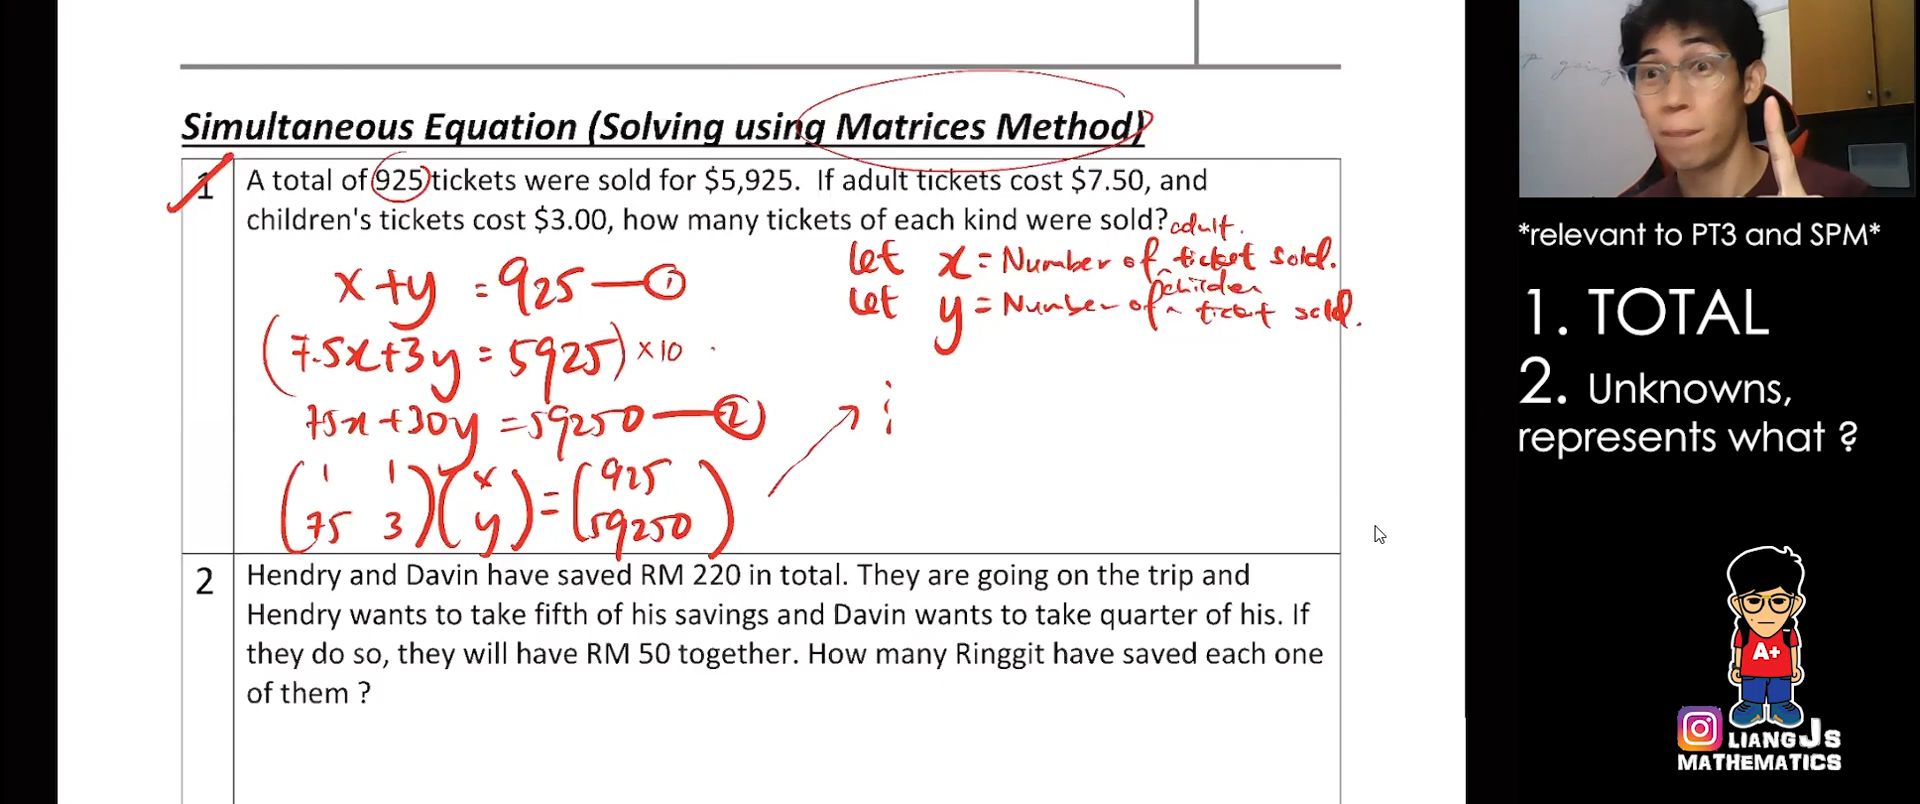 Simultaneous Equation (Solving using Matrices Method)
1
A total of 925 tickets were sold for $5,925. If adult tickets cost $7.50, and
children's tickets cost $3.00, how many tickets of each kind were sold?
adult.
let x = Number of ticket sold.
children
let y = Number of ticket sold.
x + y = 925 — ①
(7.5x + 3y = 5925) × 10
75x + 30y = 59250 — ②
( 1 1 ) ( x ) = ( 925 )
( 75 3 ) ( y ) ( 59250 )
2
Hendry and Davin have saved RM 220 in total. They are going on the trip and
Hendry wants to take fifth of his savings and Davin wants to take quarter of his. If
they do so, they will have RM 50 together. How many Ringgit have saved each one
of them ?
*relevant to PT3 and SPM*
1. TOTAL
2. Unknowns,
represents what ?
A+
LIANGJS
MATHEMATICS